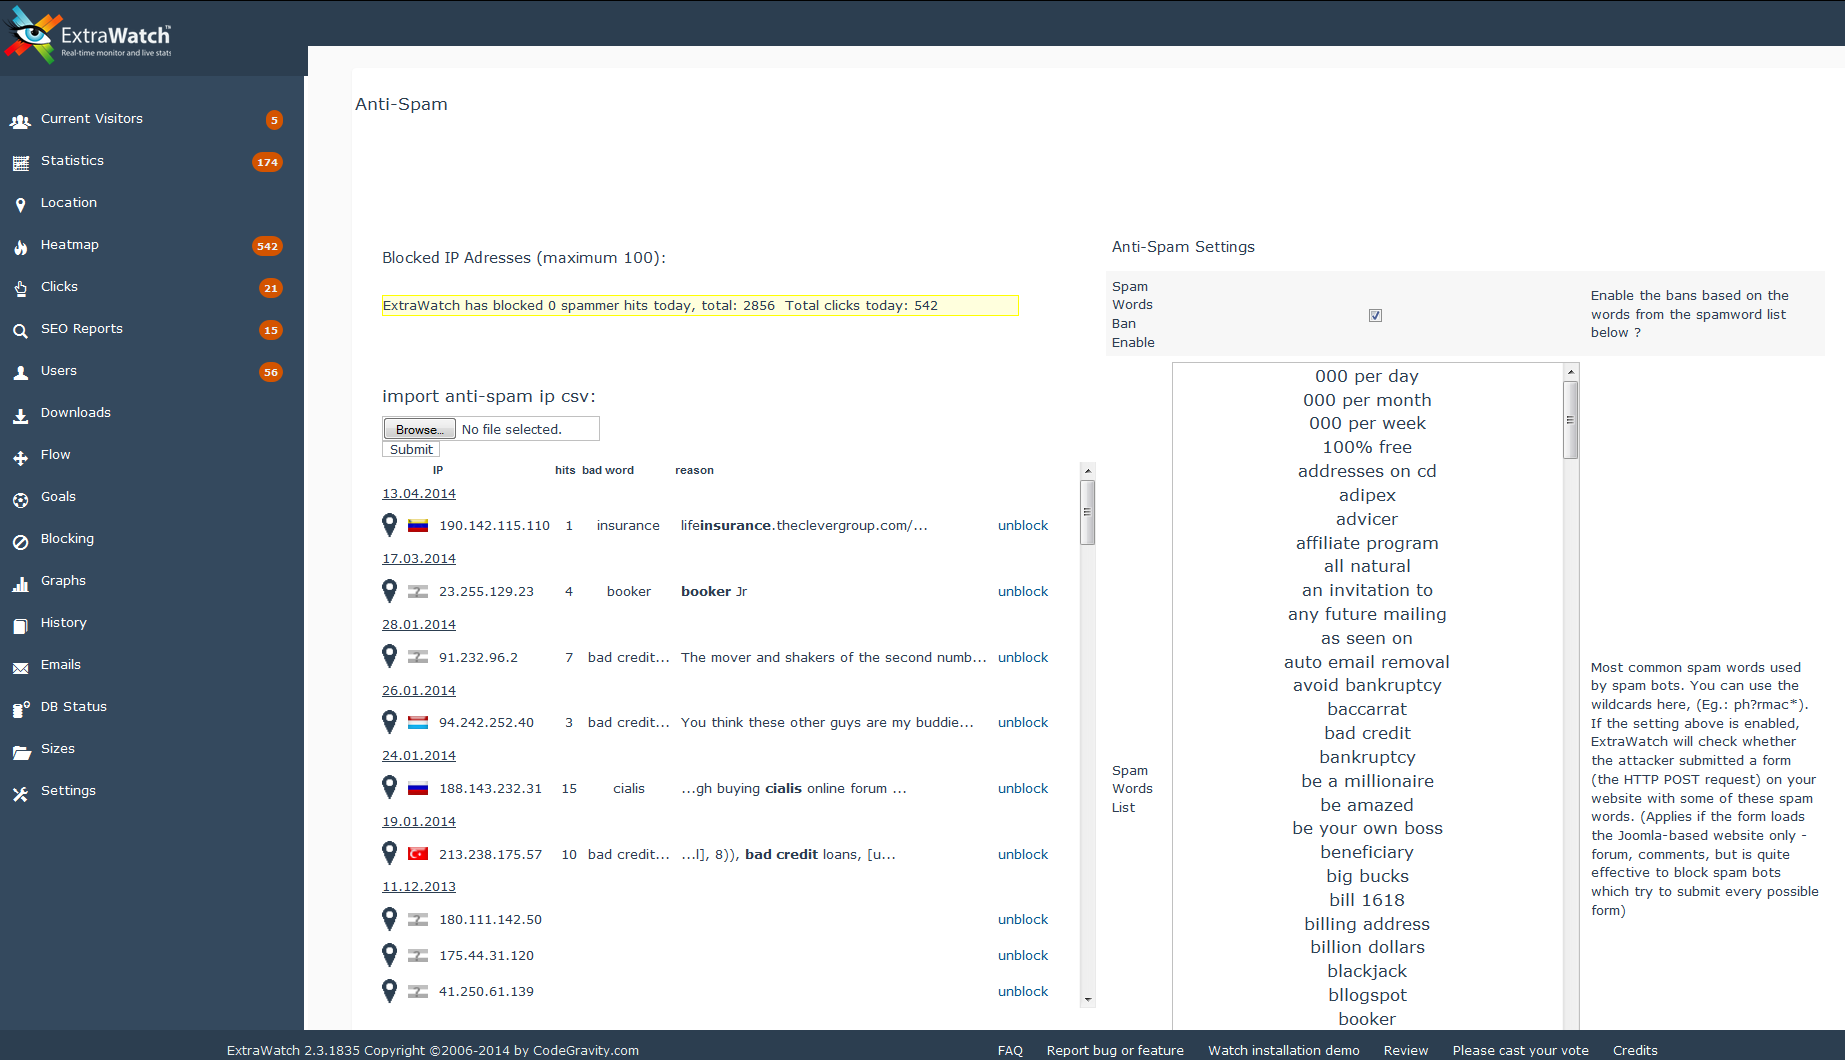 ExtraWatch™
Real-time monitor and live stats
Current Visitors 5
Statistics 174
Location
Heatmap 542
Clicks 21
SEO Reports 15
Users 56
Downloads
Flow
Goals
Blocking
Graphs
History
Emails
DB Status
Sizes
Settings
Anti-Spam
Blocked IP Adresses (maximum 100):
ExtraWatch has blocked 0 spammer hits today, total: 2856 Total clicks today: 542
import anti-spam ip csv:
Browse... No file selected.
Submit
IP hits bad word reason
13.04.2014
190.142.115.110 1 insurance lifeinsurance.theclevergroup.com/... unblock
17.03.2014
23.255.129.23 4 booker booker Jr unblock
28.01.2014
91.232.96.2 7 bad credit... The mover and shakers of the second numb... unblock
26.01.2014
94.242.252.40 3 bad credit... You think these other guys are my buddie... unblock
24.01.2014
188.143.232.31 15 cialis ...gh buying cialis online forum ... unblock
19.01.2014
213.238.175.57 10 bad credit... ...l], 8)), bad credit loans, [u... unblock
11.12.2013
180.111.142.50 unblock
175.44.31.120 unblock
41.250.61.139 unblock
Anti-Spam Settings
Spam
Words
Ban
Enable
Enable the bans based on the
words from the spamword list
below ?
Spam
Words
List
000 per day
000 per month
000 per week
100% free
addresses on cd
adipex
advicer
affiliate program
all natural
an invitation to
any future mailing
as seen on
auto email removal
avoid bankruptcy
baccarrat
bad credit
bankruptcy
be a millionaire
be amazed
be your own boss
beneficiary
big bucks
bill 1618
billing address
billion dollars
blackjack
bllogspot
booker
Most common spam words used
by spam bots. You can use the
wildcards here, (Eg.: ph?rmac*).
If the setting above is enabled,
ExtraWatch will check whether
the attacker submitted a form
(the HTTP POST request) on your
website with some of these spam
words. (Applies if the form loads
the Joomla-based website only -
forum, comments, but is quite
effective to block spam bots
which try to submit every possible
form)
ExtraWatch 2.3.1835 Copyright ©2006-2014 by CodeGravity.com
FAQ Report bug or feature Watch installation demo Review Please cast your vote Credits